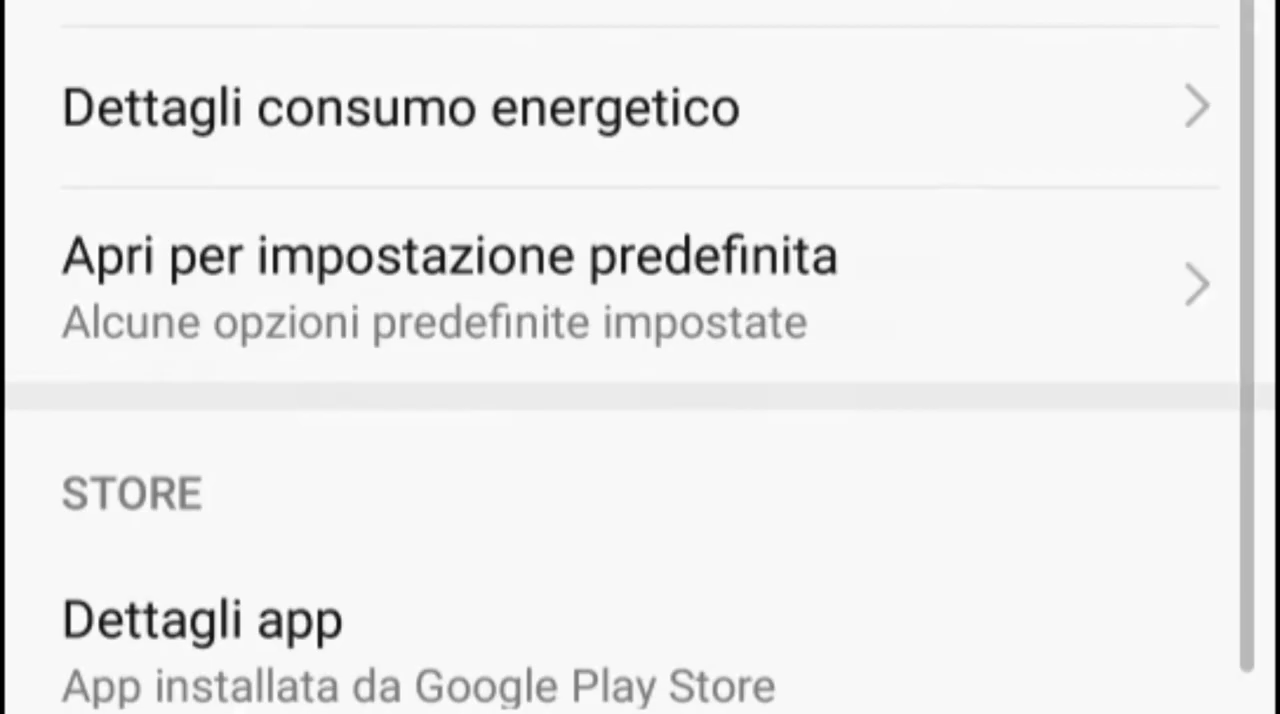 Dettagli consumo energetico
Apri per impostazione predefinita
Alcune opzioni predefinite impostate
STORE
Dettagli app
App installata da Google Play Store